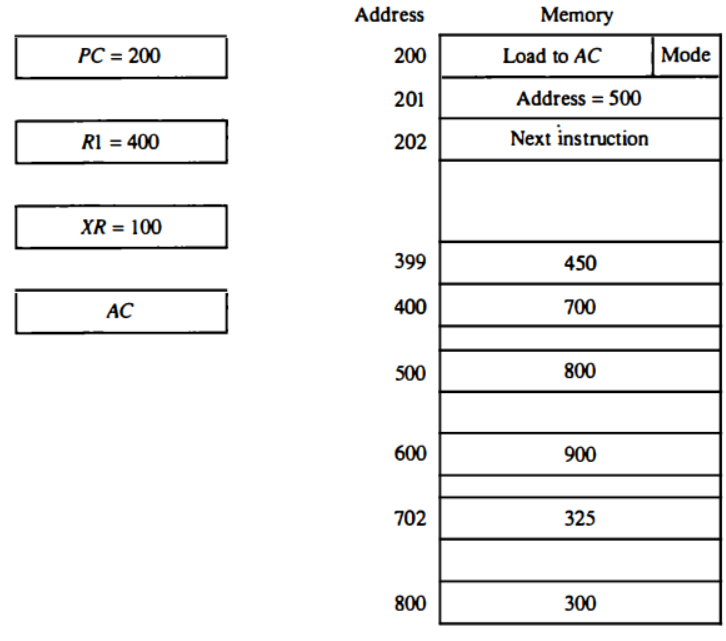 Address Memory
PC = 200 200 Load to AC Mode
201 Address = 500
R1 = 400 202 Next instruction
XR = 100
399 450
AC 400 700
500 800
600 900
702 325
800 300